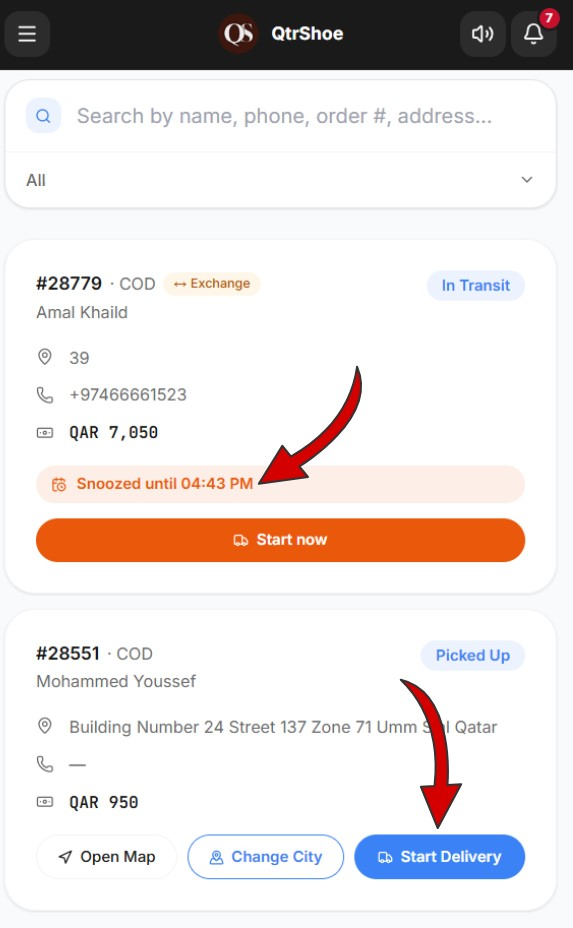 QS QtrShoe 7
Search by name, phone, order #, address...
All
#28779 · COD ↔ Exchange In Transit
Amal Khaild
39
+97466661523
QAR 7,050
Snoozed until 04:43 PM
Start now
#28551 · COD Picked Up
Mohammed Youssef
Building Number 24 Street 137 Zone 71 Umm Qatar
—
QAR 950
Open Map Change City Start Delivery